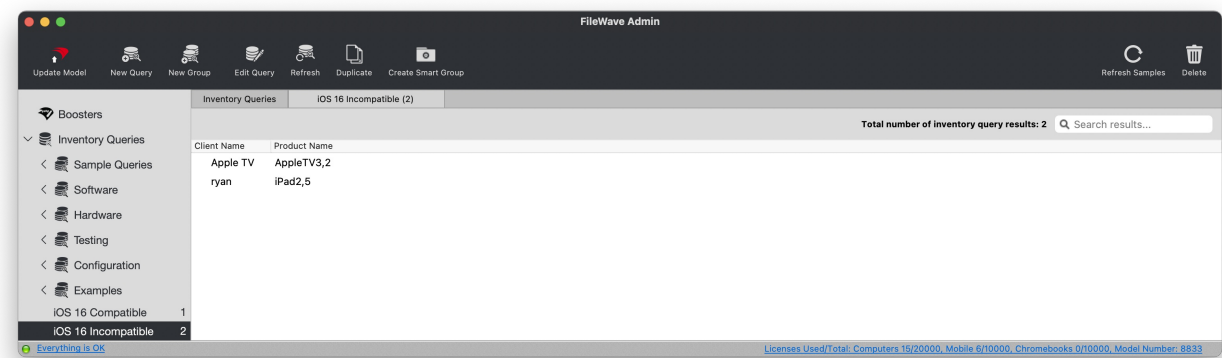 FileWave Admin
Update Model New Query New Group Edit Query Refresh Duplicate Create Smart Group Refresh Samples Delete
Boosters
Inventory Queries
Sample Queries
Software
Hardware
Testing
Configuration
Examples
iOS 16 Compatible 1
iOS 16 Incompatible 2
Inventory Queries iOS 16 Incompatible (2)
Total number of inventory query results: 2 Search results...
Client Name Product Name
Apple TV AppleTV3,2
ryan iPad2,5
Everything is OK Licenses Used/Total: Computers 15/20000, Mobile 6/10000, Chromebooks 0/10000, Model Number: 8833